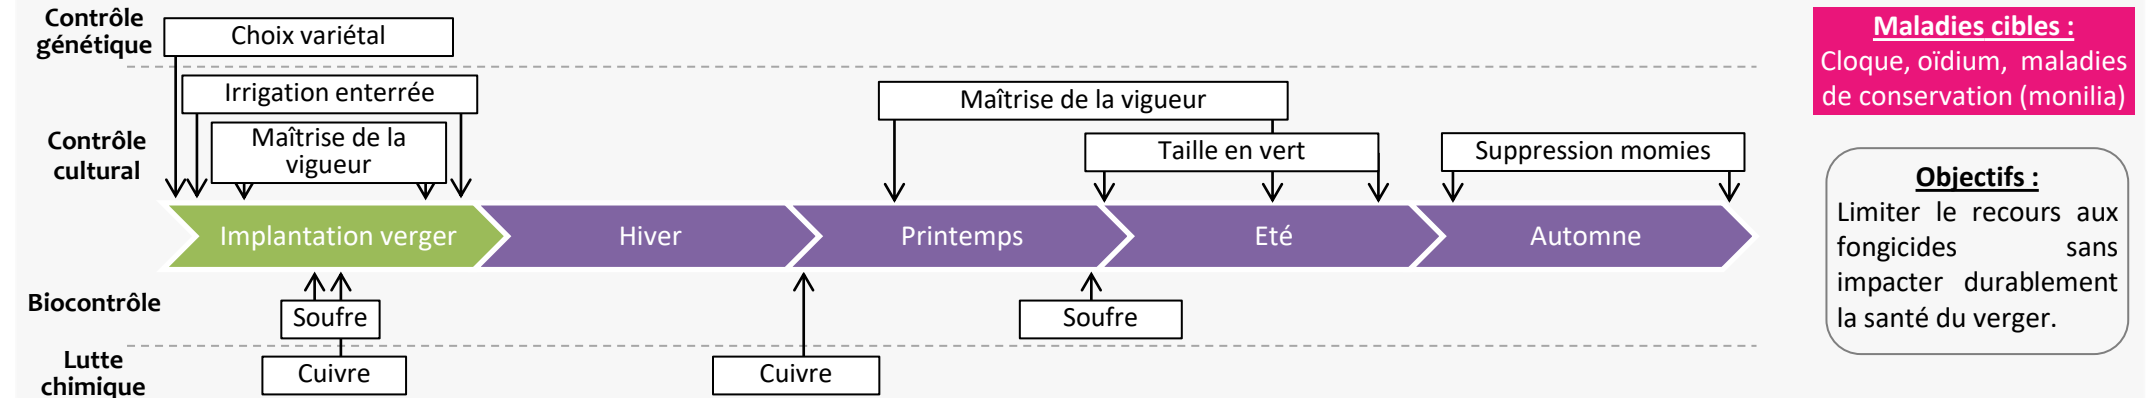 Contrôle
génétique
Choix variétal
Irrigation enterrée
Maîtrise de la vigueur
Contrôle
cultural
Maîtrise de la
vigueur
Taille en vert
Suppression momies
Implantation verger
Hiver
Printemps
Eté
Automne
Biocontrôle
Soufre
Soufre
Lutte
chimique
Cuivre
Cuivre
Maladies cibles :
Cloque, oïdium, maladies
de conservation (monilia)
Objectifs :
Limiter le recours aux
fongicides sans
impacter durablement
la santé du verger.